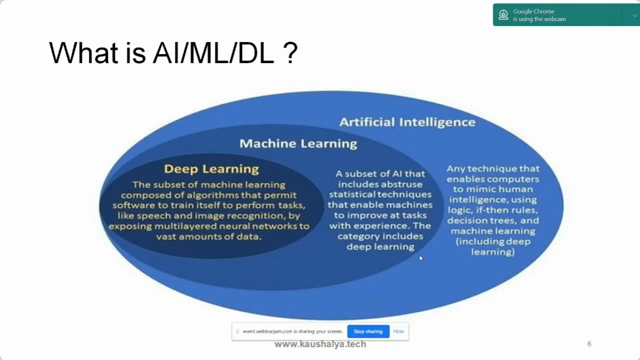 Google Chrome
is using the webcam
What is AI/ML/DL ?
Artificial Intelligence
Machine Learning
Deep Learning
The subset of machine learning
composed of algorithms that permit
software to train itself to perform tasks,
like speech and image recognition, by
exposing multilayered neural networks to
vast amounts of data.
A subset of AI that
includes abstruse
statistical techniques
that enable machines
to improve at tasks
with experience. The
category includes
deep learning
Any technique that
enables computers
to mimic human
intelligence, using
logic, if-then rules,
decision trees, and
machine learning
(including deep
learning)
event.webinarjam.com is sharing your screen.
Stop sharing
Hide
www.kaushalya.tech
6